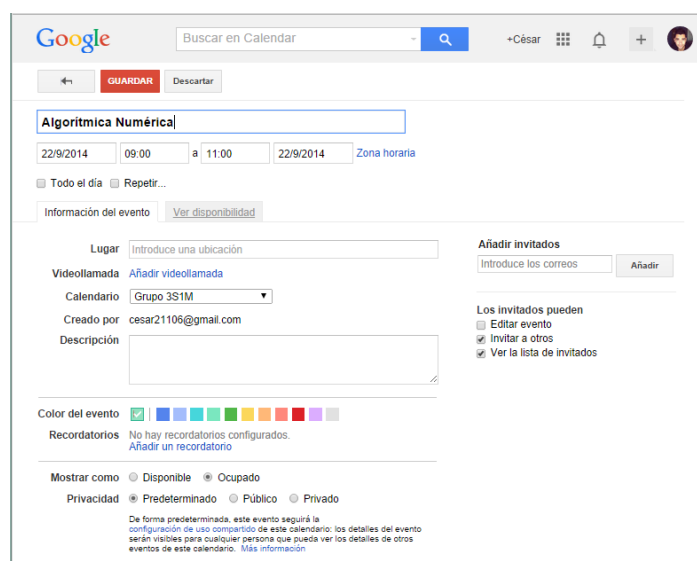 Google Buscar en Calendar +César
GUARDAR Descartar
Algorítmica Numérica
22/9/2014 09:00 a 11:00 22/9/2014 Zona horaria
Todo el día Repetir...
Información del evento Ver disponibilidad
Lugar Introduce una ubicación
Videollamada Añadir videollamada
Calendario Grupo 3S1M
Creado por cesar21106@gmail.com
Descripción
Color del evento
Recordatorios No hay recordatorios configurados.
Añadir un recordatorio
Mostrar como Disponible Ocupado
Privacidad Predeterminado Público Privado
De forma predeterminada, este evento seguirá la
configuración de uso compartido de este calendario: los detalles del evento
serán visibles para cualquier persona que pueda ver los detalles de otros
eventos de este calendario. Más información
Añadir invitados
Introduce los correos Añadir
Los invitados pueden
Editar evento
Invitar a otros
Ver la lista de invitados